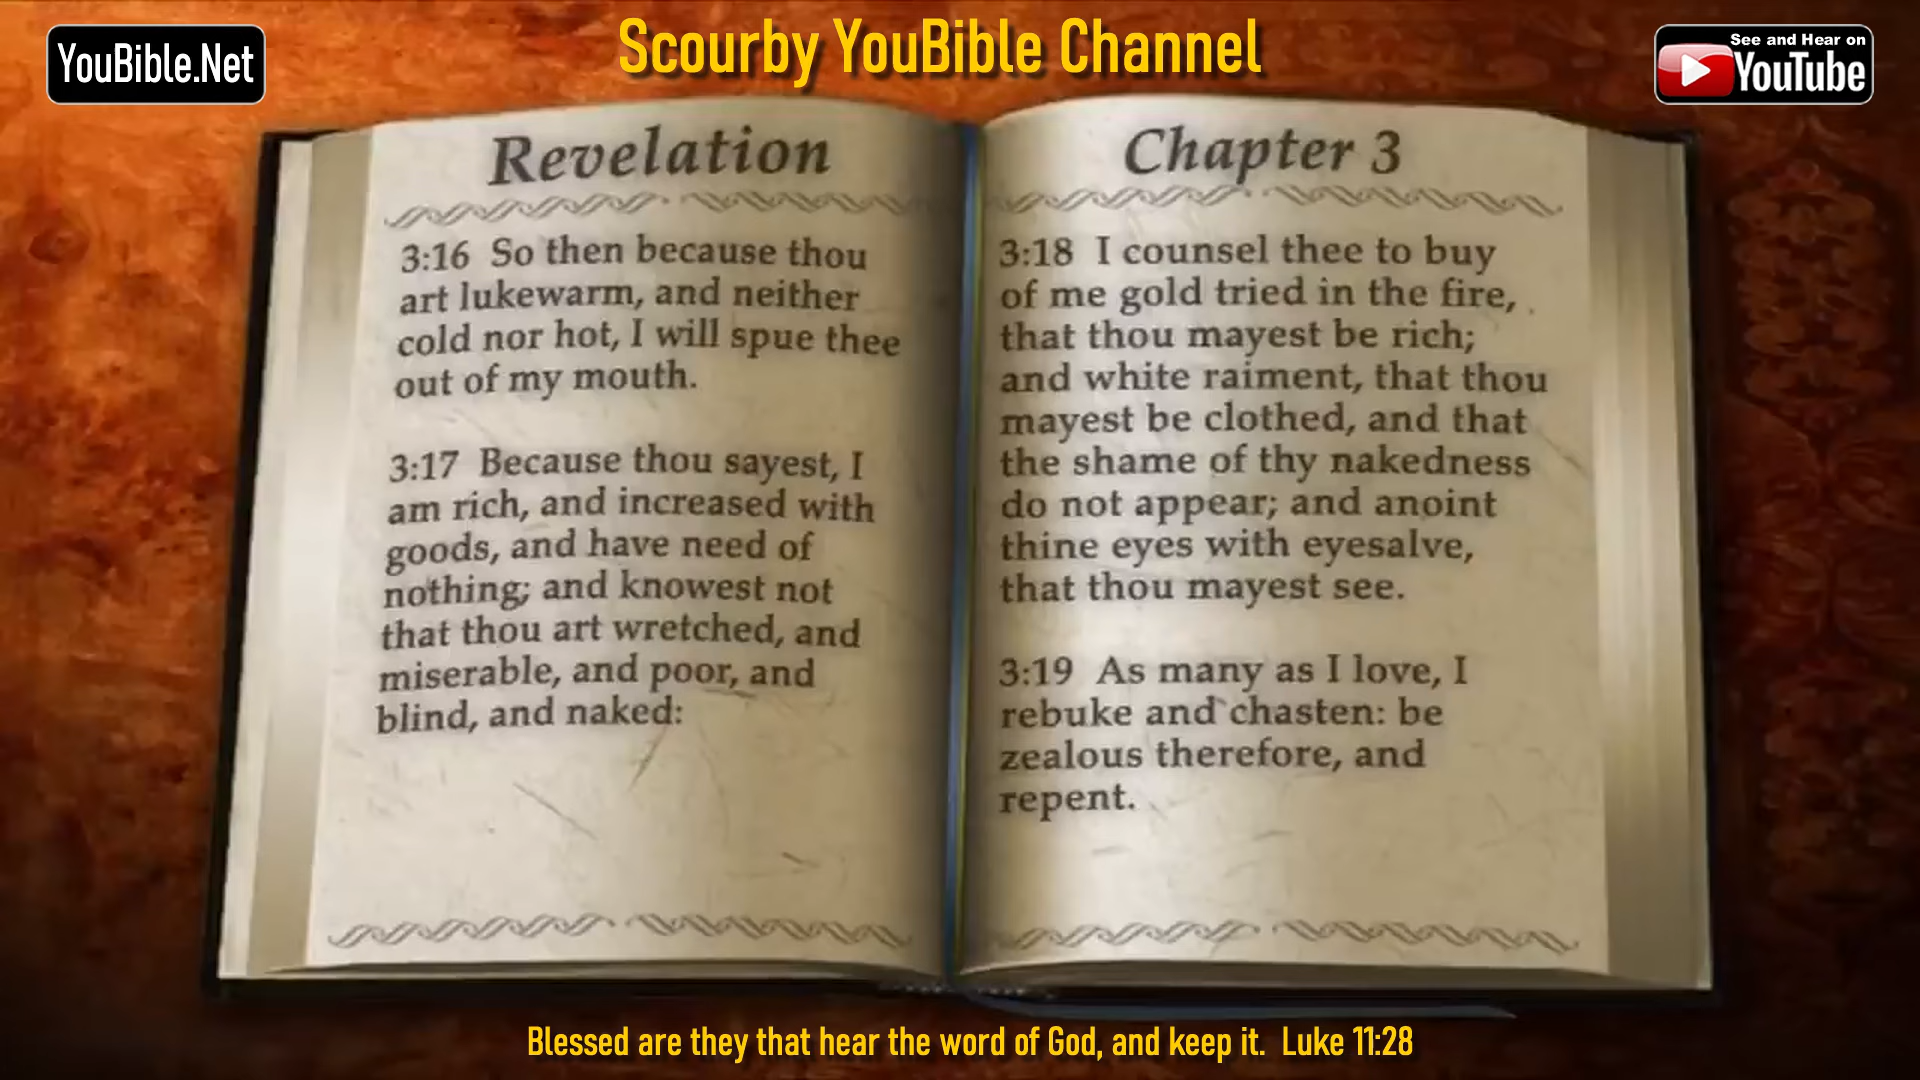 YouBible.Net
Scourby YouBible Channel
See and Hear on
YouTube
Revelation
3:16 So then because thou
art lukewarm, and neither
cold nor hot, I will spue thee
out of my mouth.
3:17 Because thou sayest, I
am rich, and increased with
goods, and have need of
nothing; and knowest not
that thou art wretched, and
miserable, and poor, and
blind, and naked:
Chapter 3
3:18 I counsel thee to buy
of me gold tried in the fire,
that thou mayest be rich;
and white raiment, that thou
mayest be clothed, and that
the shame of thy nakedness
do not appear; and anoint
thine eyes with eyesalve,
that thou mayest see.
3:19 As many as I love, I
rebuke and chasten: be
zealous therefore, and
repent.
Blessed are they that hear the word of God, and keep it. Luke 11:28